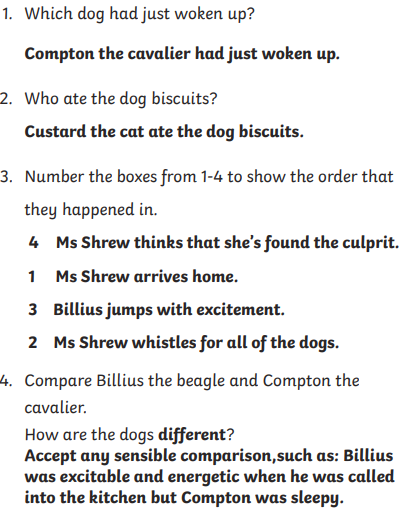 1. Which dog had just woken up?
Compton the cavalier had just woken up.
2. Who ate the dog biscuits?
Custard the cat ate the dog biscuits.
3. Number the boxes from 1-4 to show the order that
they happened in.
4 Ms Shrew thinks that she's found the culprit.
1 Ms Shrew arrives home.
3 Billius jumps with excitement.
2 Ms Shrew whistles for all of the dogs.
4. Compare Billius the beagle and Compton the
cavalier.
How are the dogs different?
Accept any sensible comparison,such as: Billius
was excitable and energetic when he was called
into the kitchen but Compton was sleepy.